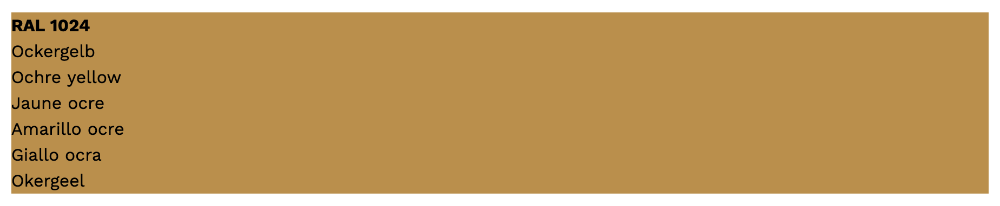 RAL 1024
Ockergelb
Ochre yellow
Jaune ocre
Amarillo ocre
Giallo ocra
Okergeel